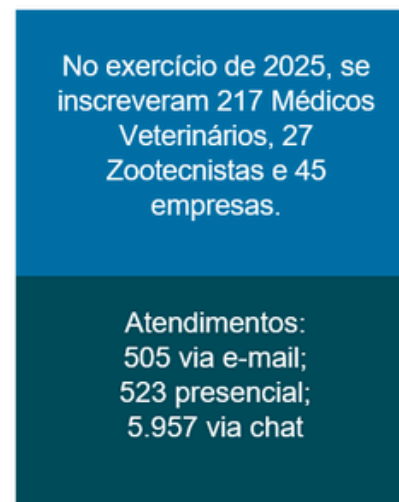 No exercício de 2025, se
inscreveram 217 Médicos
Veterinários, 27
Zootecnistas e 45
empresas.
Atendimentos:
505 via e-mail;
523 presencial;
5.957 via chat